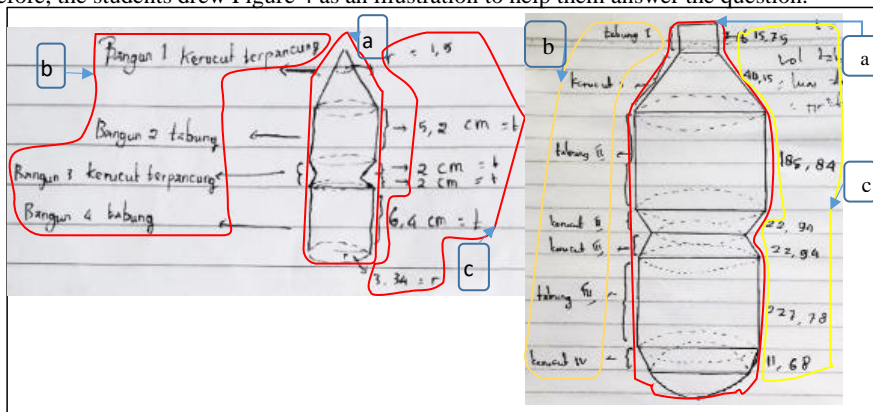 efore, the students drew Figure 4 as an illustration to help them answer the question.
a
b
Bangun 1 kerucut terpancung
r = 1,5
Bangun 2 tabung
5,2 cm = t
Bangun 3 kerucut terpancung
2 cm = t
2 cm = t
Bangun 4 tabung
6,4 cm = t
3.34 = r
c
b
a
c
tabung I
15,75
vol
kerucut
40,15
luas
tabung II
185,84
kerucut II
22,94
kerucut III
22,94
tabung III
227,78
kerucut IV
11,68